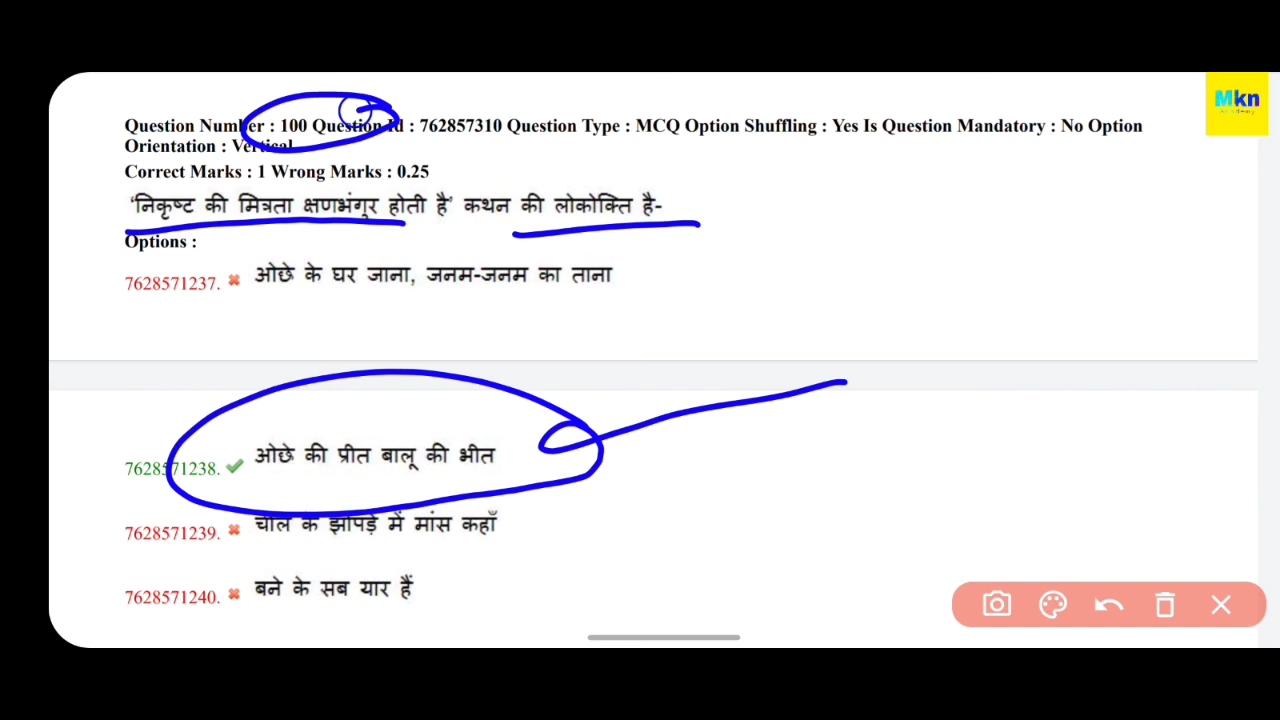 Mkn
Academy
Question Number : 100 Question Id : 762857310 Question Type : MCQ Option Shuffling : Yes Is Question Mandatory : No Option
Orientation : Vertical
Correct Marks : 1 Wrong Marks : 0.25
'निकृष्ट की मित्रता क्षणभंगुर होती है' कथन की लोकोक्ति है-
Options :
7628571237. ओछे के घर जाना, जनम-जनम का ताना
7628571238. ओछे की प्रीत बालू की भीत
7628571239. चील के झोंपड़े में मांस कहाँ
7628571240. बने के सब यार हैं